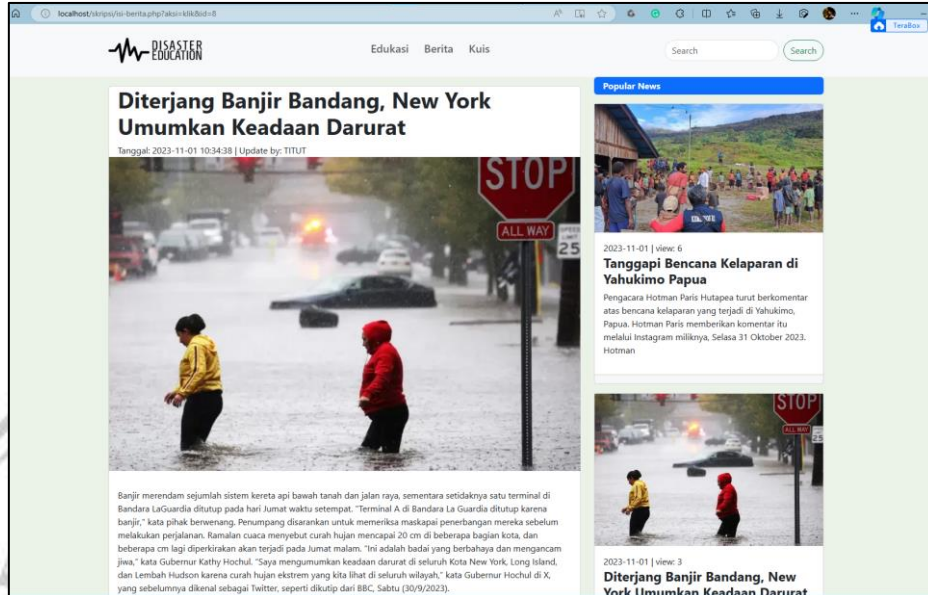 localhost/skripsi/isi-berita.php?aksi=klik&id=8
TeraBox
DISASTER
EDUCATION
Edukasi Berita Kuis
Search
Search
Diterjang Banjir Bandang, New York
Umumkan Keadaan Darurat
Tanggal: 2023-11-01 10:34:38 | Update by: TITUT
STOP
ALL WAY
SPEED
LIMIT
25
Banjir merendam sejumlah sistem kereta api bawah tanah dan jalan raya, sementara setidaknya satu terminal di
Bandara LaGuardia ditutup pada hari Jumat waktu setempat. "Terminal A di Bandara La Guardia ditutup karena
banjir," kata pihak berwenang. Penumpang disarankan untuk memeriksa maskapai penerbangan mereka sebelum
melakukan perjalanan. Ramalan cuaca menyebut curah hujan mencapai 20 cm di beberapa bagian kota, dan
beberapa cm lagi diperkirakan akan terjadi pada Jumat malam. "Ini adalah badai yang berbahaya dan mengancam
jiwa," kata Gubernur Kathy Hochul. "Saya mengumumkan keadaan darurat di seluruh Kota New York, Long Island,
dan Lembah Hudson karena curah hujan ekstrem yang kita lihat di seluruh wilayah," kata Gubernur Hochul di X,
yang sebelumnya dikenal sebagai Twitter, seperti dikutip dari BBC, Sabtu (30/9/2023).
Popular News
2023-11-01 | view: 6
Tanggapi Bencana Kelaparan di
Yahukimo Papua
Pengacara Hotman Paris Hutapea turut berkomentar
atas bencana kelaparan yang terjadi di Yahukimo,
Papua. Hotman Paris memberikan komentar itu
melalui Instagram miliknya, Selasa 31 Oktober 2023.
Hotman
STOP
ALL WAY
25
2023-11-01 | view: 3
Diterjang Banjir Bandang, New
York Umumkan Keadaan Darurat